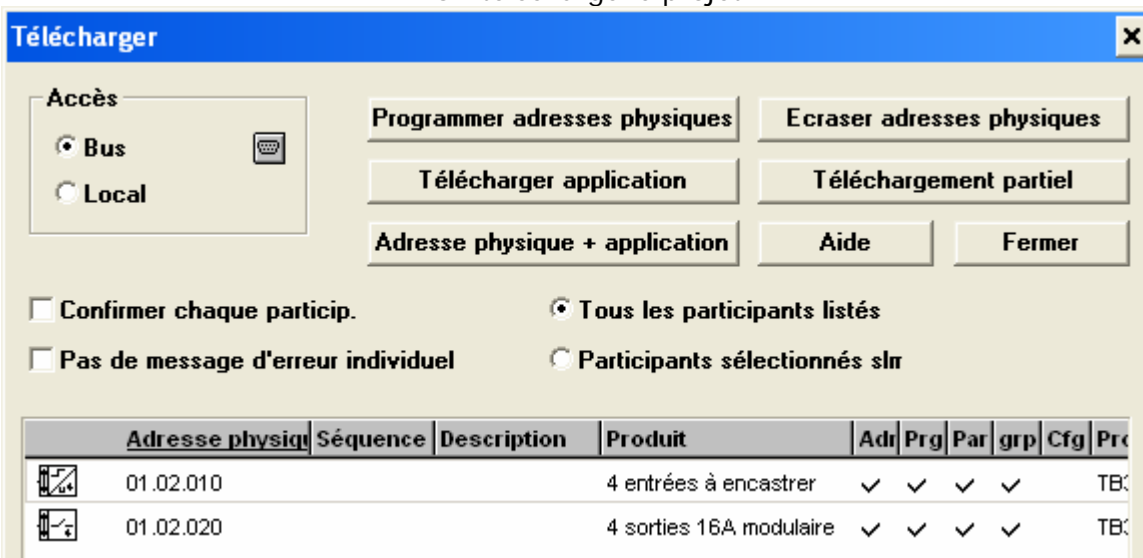 Télécharger
Accès
Bus
Local
Programmer adresses physiques
Ecraser adresses physiques
Télécharger application
Téléchargement partiel
Adresse physique + application
Aide
Fermer
Confirmer chaque particip.
Tous les participants listés
Pas de message d'erreur individuel
Participants sélectionnés slm
Adresse physiqu Séquence Description Produit Adr Prg Par grp Cfg Pro
01.02.010 4 entrées à encastrer ✓ ✓ ✓ ✓ TB3
01.02.020 4 sorties 16A modulaire ✓ ✓ ✓ ✓ TB3